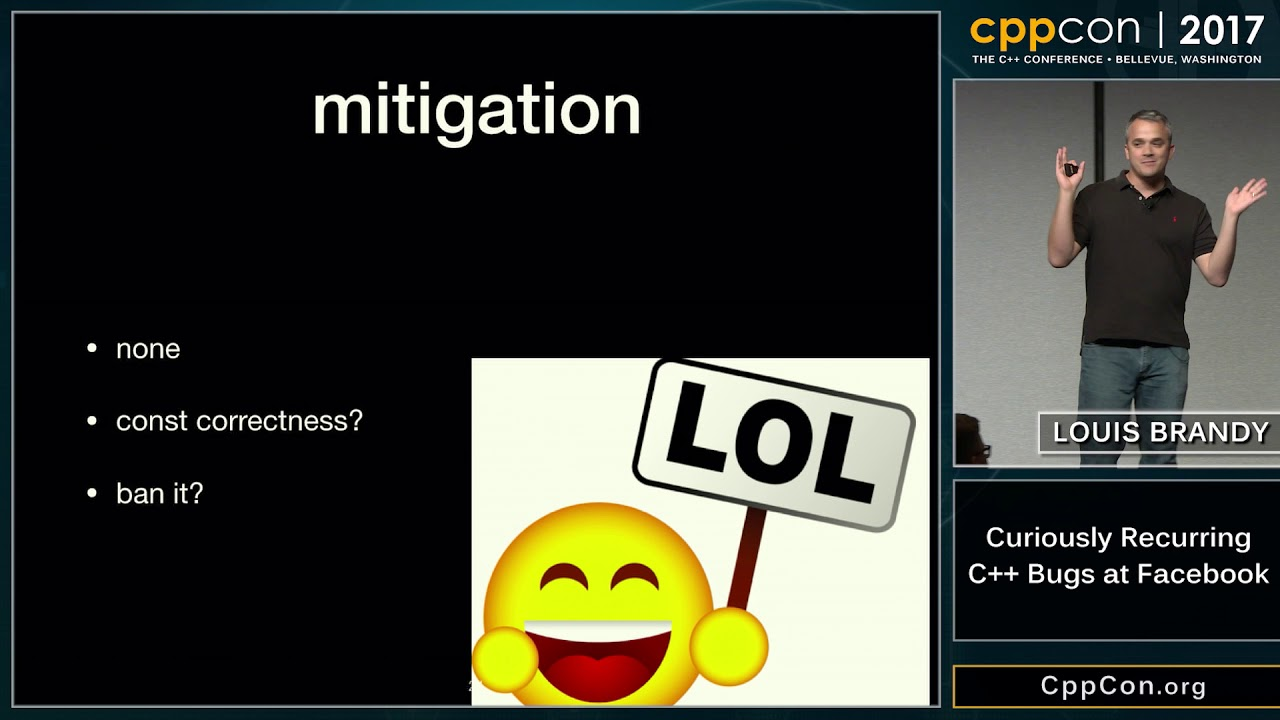 mitigation
• none
• const correctness?
• ban it?
LOL
cppcon | 2017
THE C++ CONFERENCE • BELLEVUE, WASHINGTON
LOUIS BRANDY
Curiously Recurring
C++ Bugs at Facebook
CppCon.org